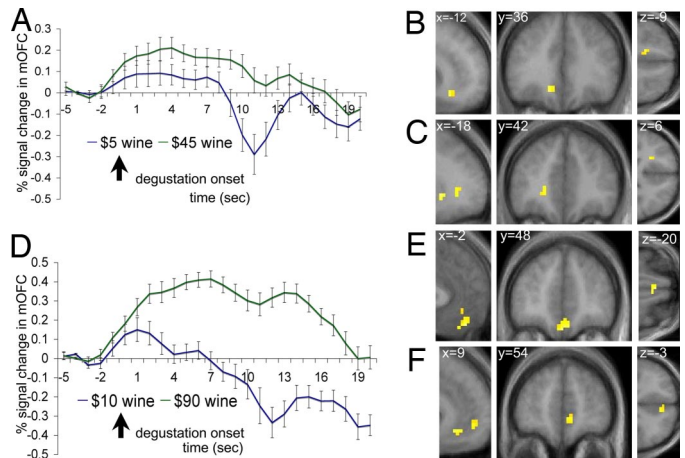 A
% signal change in mOFC
0.3
0.2
0.1
0
-0.1
-0.2
-0.3
-0.4
-0.5
-5 -2 1 4 7 10 13 16 19
$5 wine $45 wine
degustation onset
time (sec)
B
x=-12 y=36 z=-9
C
x=-18 y=42 z=6
D
% signal change in mOFC
0.5
0.4
0.3
0.2
0.1
0
-0.1
-0.2
-0.3
-0.4
-0.5
-5 -2 1 4 7 10 13 16 19
$10 wine $90 wine
degustation onset
time (sec)
E
x=-2 y=48 z=-20
F
x=9 y=54 z=-3